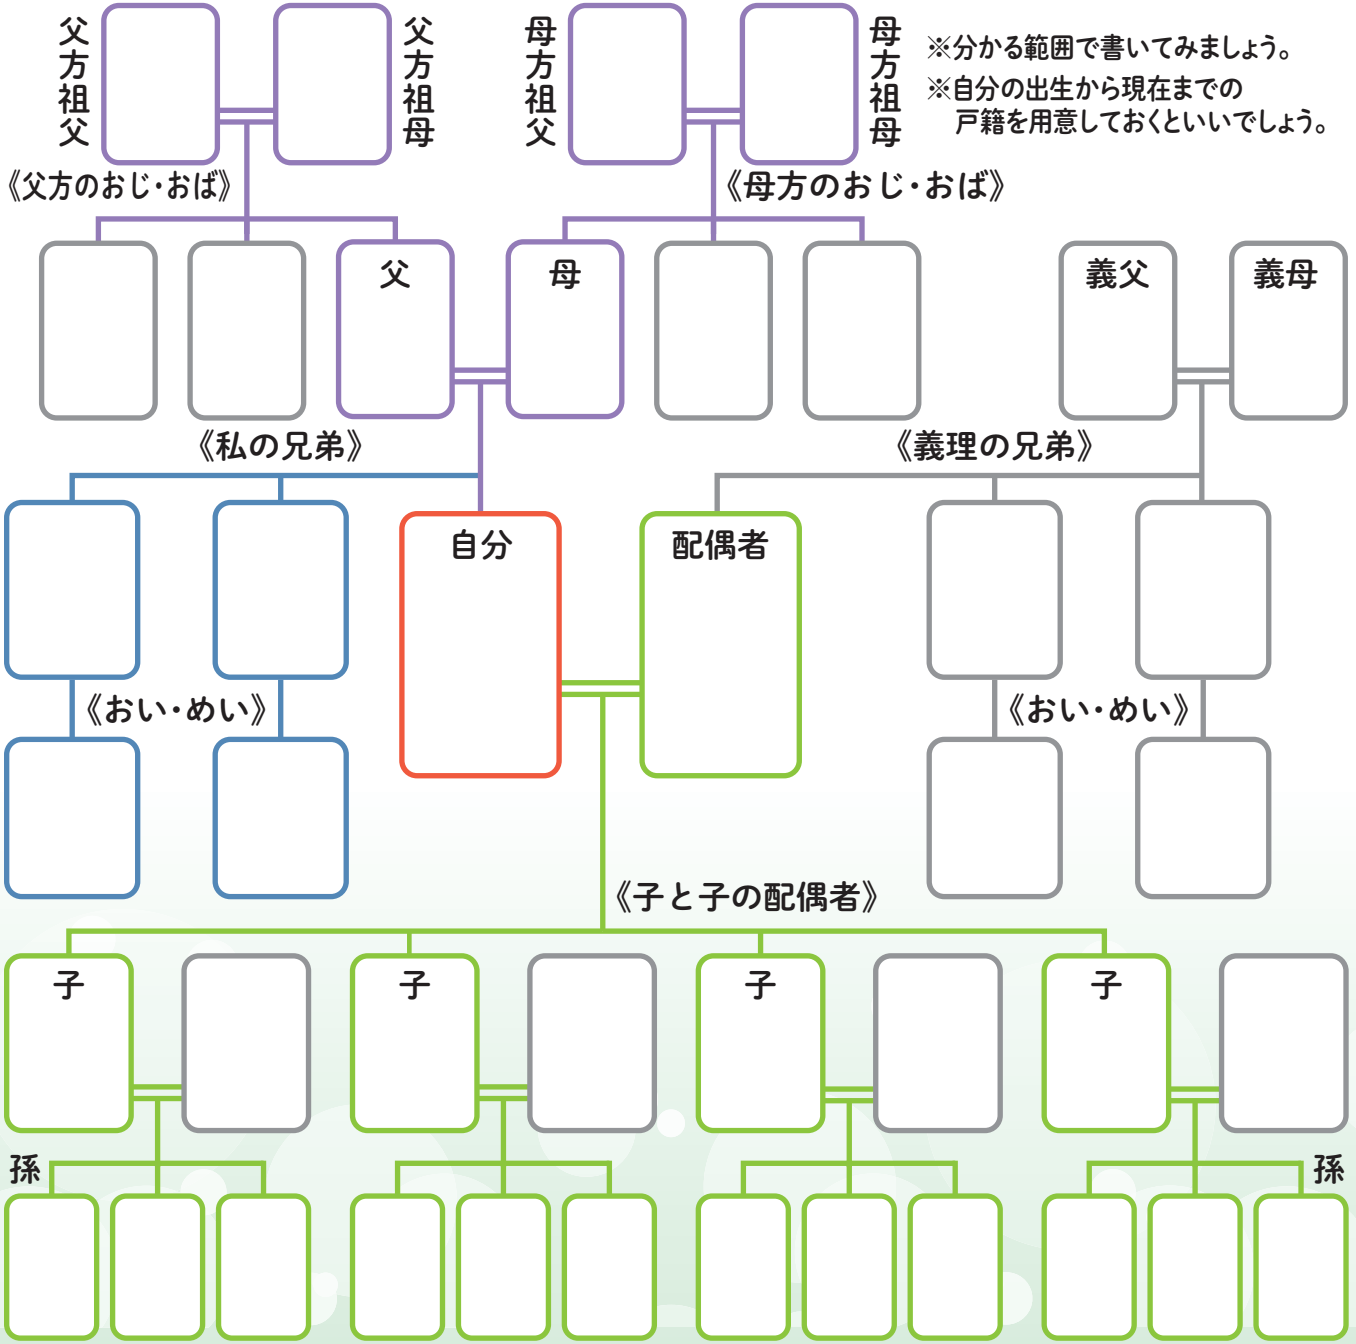 父方祖父
父方祖母
母方祖父
母方祖母
※分かる範囲で書いてみましょう。
※自分の出生から現在までの
戸籍を用意しておくといいでしょう。
《父方のおじ・おば》
《母方のおじ・おば》
父
母
義父
義母
《私の兄弟》
《義理の兄弟》
自分
配偶者
《おい・めい》
《おい・めい》
《子と子の配偶者》
子
子
子
子
孫
孫